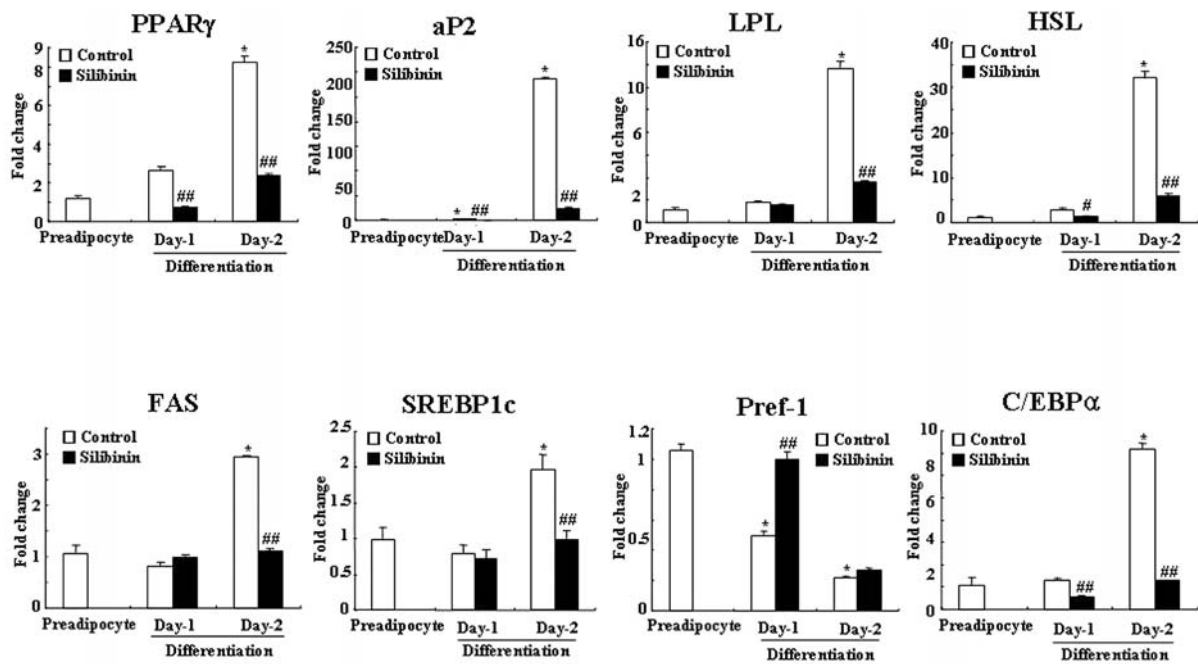 PPARγ
9
8
6
4
2
0
Fold change
Control
Silibinin
*
##
##
Preadipocyte Day-1 Day-2
Differentiation
aP2
250
200
150
100
50
0
Fold change
Control
Silibinin
*
* ##
##
Preadipocyte Day-1 Day-2
Differentiation
LPL
16
14
10
6
2
0
Fold change
Control
Silibinin
*
##
Preadipocyte Day-1 Day-2
Differentiation
HSL
40
30
20
10
0
Fold change
Control
Silibinin
*
##
#
Preadipocyte Day-1 Day-2
Differentiation
FAS
3
2
1
0
Fold change
Control
Silibinin
*
##
Preadipocyte Day-1 Day-2
Differentiation
SREBP1c
2.5
2
1.5
1
0.5
0
Fold change
Control
Silibinin
*
##
Preadipocyte Day-1 Day-2
Differentiation
Pref-1
1.2
1
0.5
0
Fold change
Control
Silibinin
##
*
*
Preadipocyte Day-1 Day-2
Differentiation
C/EBPα
10
8
6
4
2
0
Fold change
Control
Silibinin
*
##
##
Preadipocyte Day-1 Day-2
Differentiation